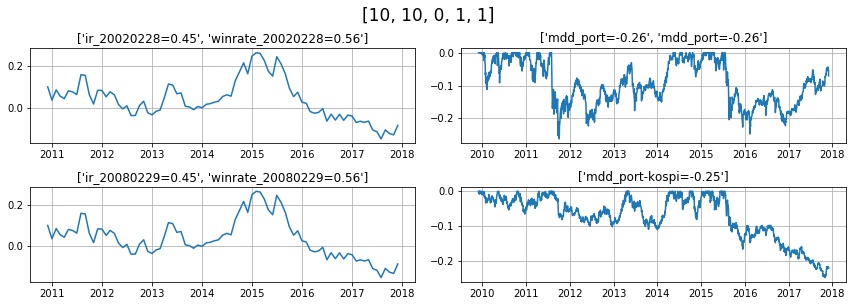 [10, 10, 0, 1, 1]
['ir_20020228=0.45', 'winrate_20020228=0.56']
0.2
0.0
2011 2012 2013 2014 2015 2016 2017 2018
['mdd_port=-0.26', 'mdd_port=-0.26']
0.0
−0.1
−0.2
2010 2011 2012 2013 2014 2015 2016 2017 2018
['ir_20080229=0.45', 'winrate_20080229=0.56']
0.2
0.0
2011 2012 2013 2014 2015 2016 2017 2018
['mdd_port-kospi=-0.25']
0.0
−0.1
−0.2
2010 2011 2012 2013 2014 2015 2016 2017 2018